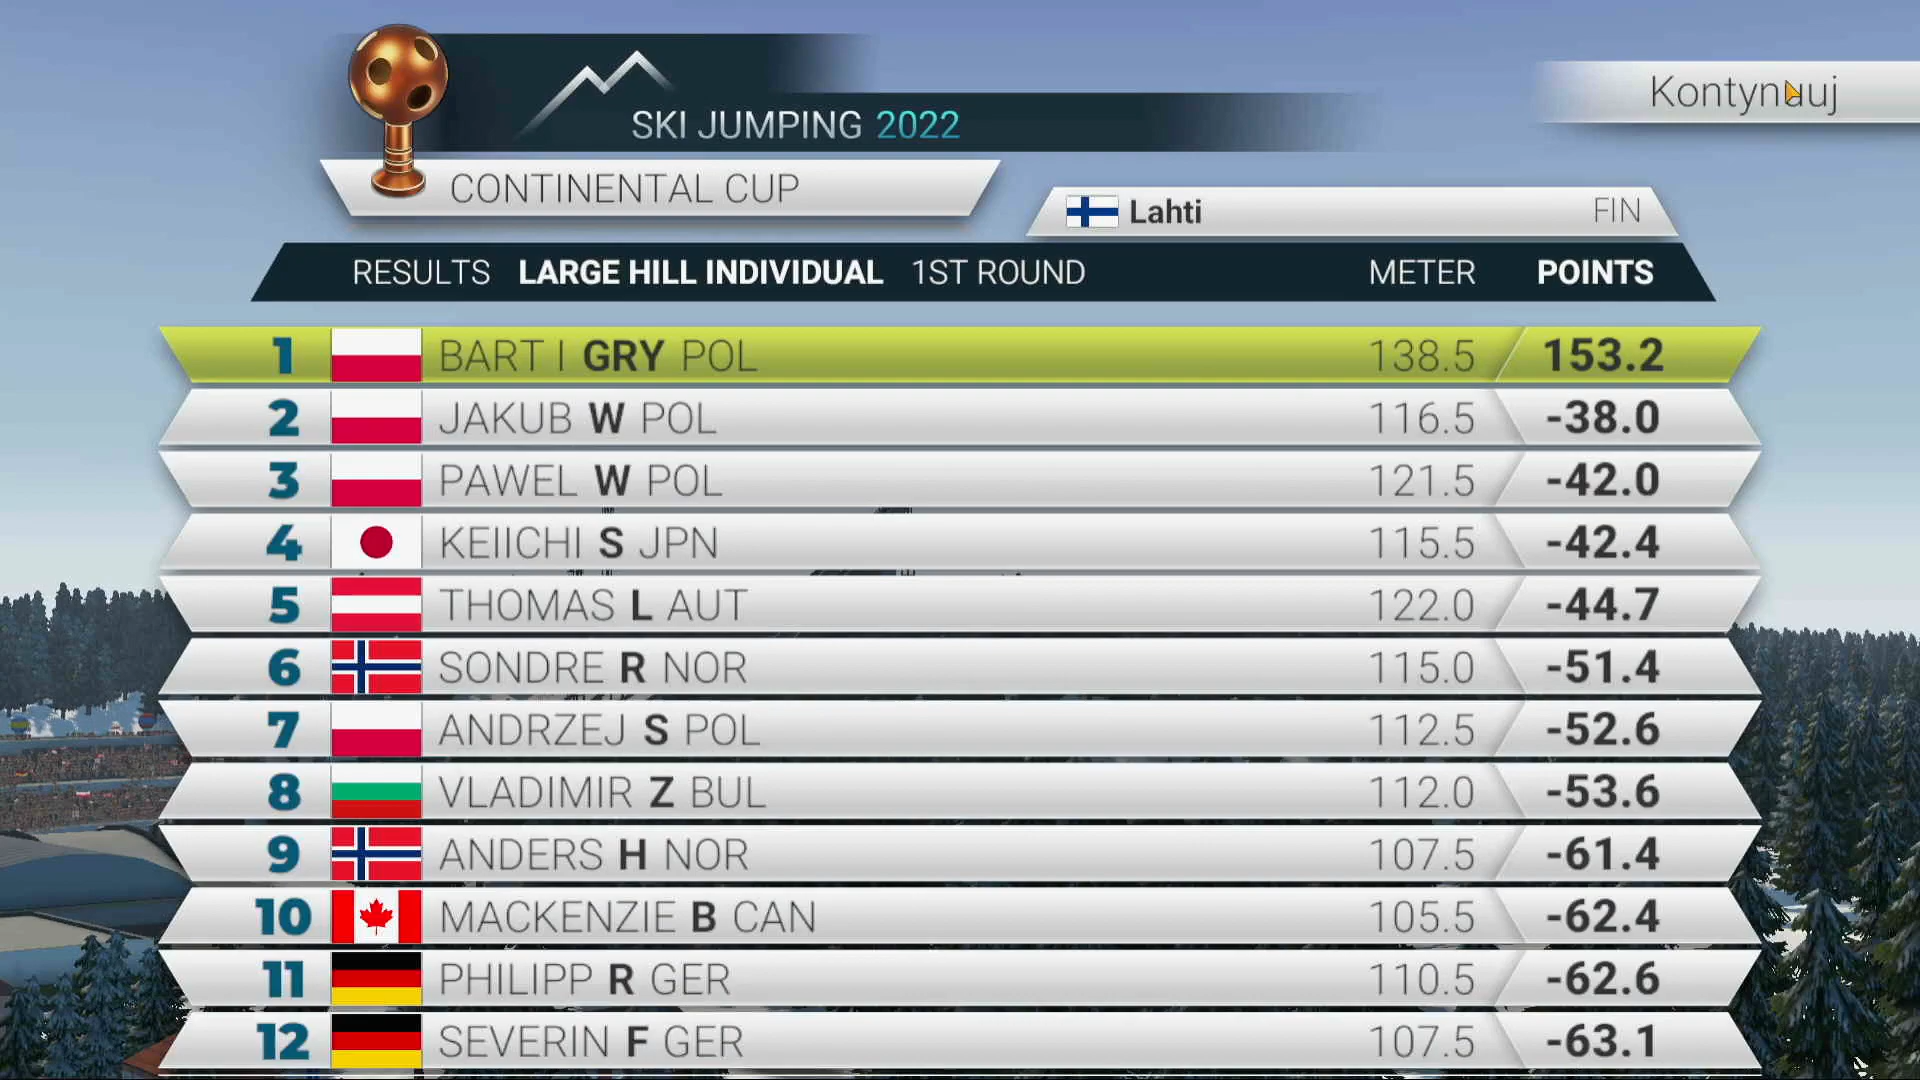 SKI JUMPING 2022
Kontynuuj
CONTINENTAL CUP
Lahti FIN
RESULTS LARGE HILL INDIVIDUAL 1ST ROUND METER POINTS
1 BART I GRY POL 138.5 153.2
2 JAKUB W POL 116.5 -38.0
3 PAWEL W POL 121.5 -42.0
4 KEIICHI S JPN 115.5 -42.4
5 THOMAS L AUT 122.0 -44.7
6 SONDRE R NOR 115.0 -51.4
7 ANDRZEJ S POL 112.5 -52.6
8 VLADIMIR Z BUL 112.0 -53.6
9 ANDERS H NOR 107.5 -61.4
10 MACKENZIE B CAN 105.5 -62.4
11 PHILIPP R GER 110.5 -62.6
12 SEVERIN F GER 107.5 -63.1